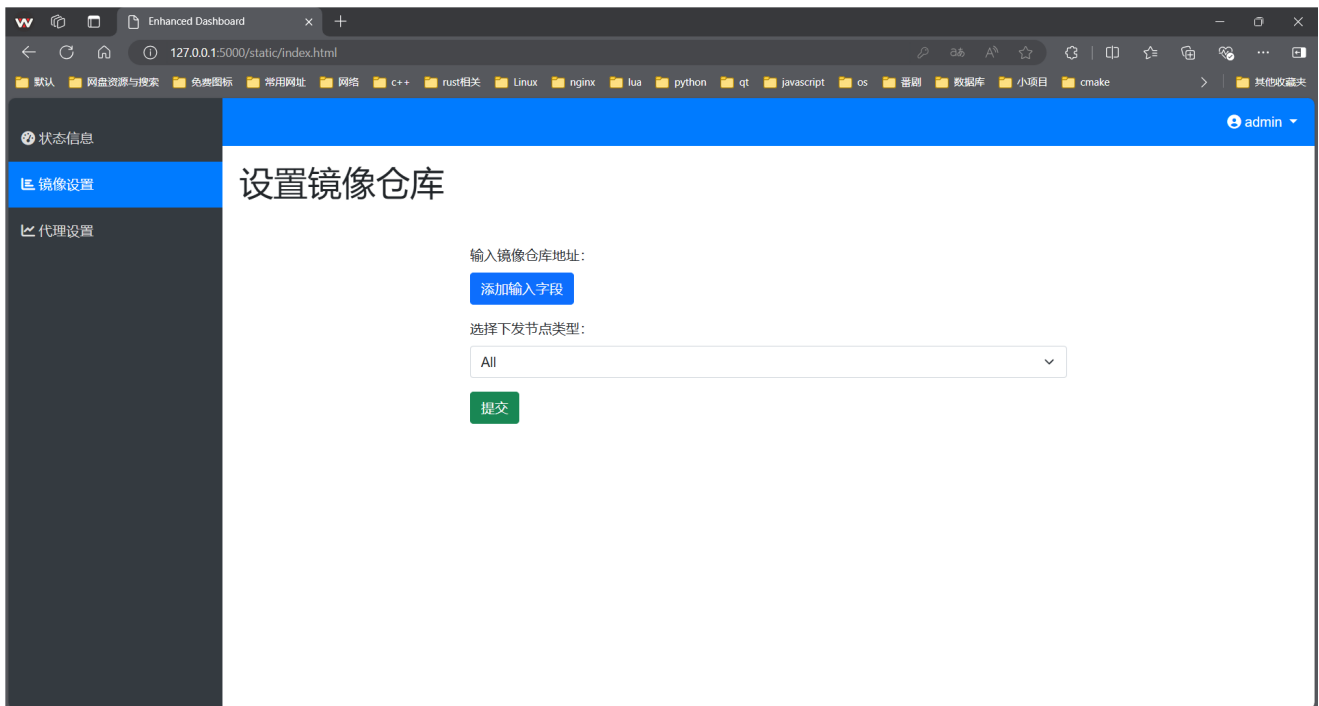 Enhanced Dashboard
127.0.0.1:5000/static/index.html
默认 网盘资源与搜索 免费图标 常用网址 网络 c++ rust相关 Linux nginx lua python qt javascript os 番剧 数据库 小项目 cmake 其他收藏夹
admin
状态信息
镜像设置
代理设置
设置镜像仓库
输入镜像仓库地址:
添加输入字段
选择下发节点类型:
All
提交